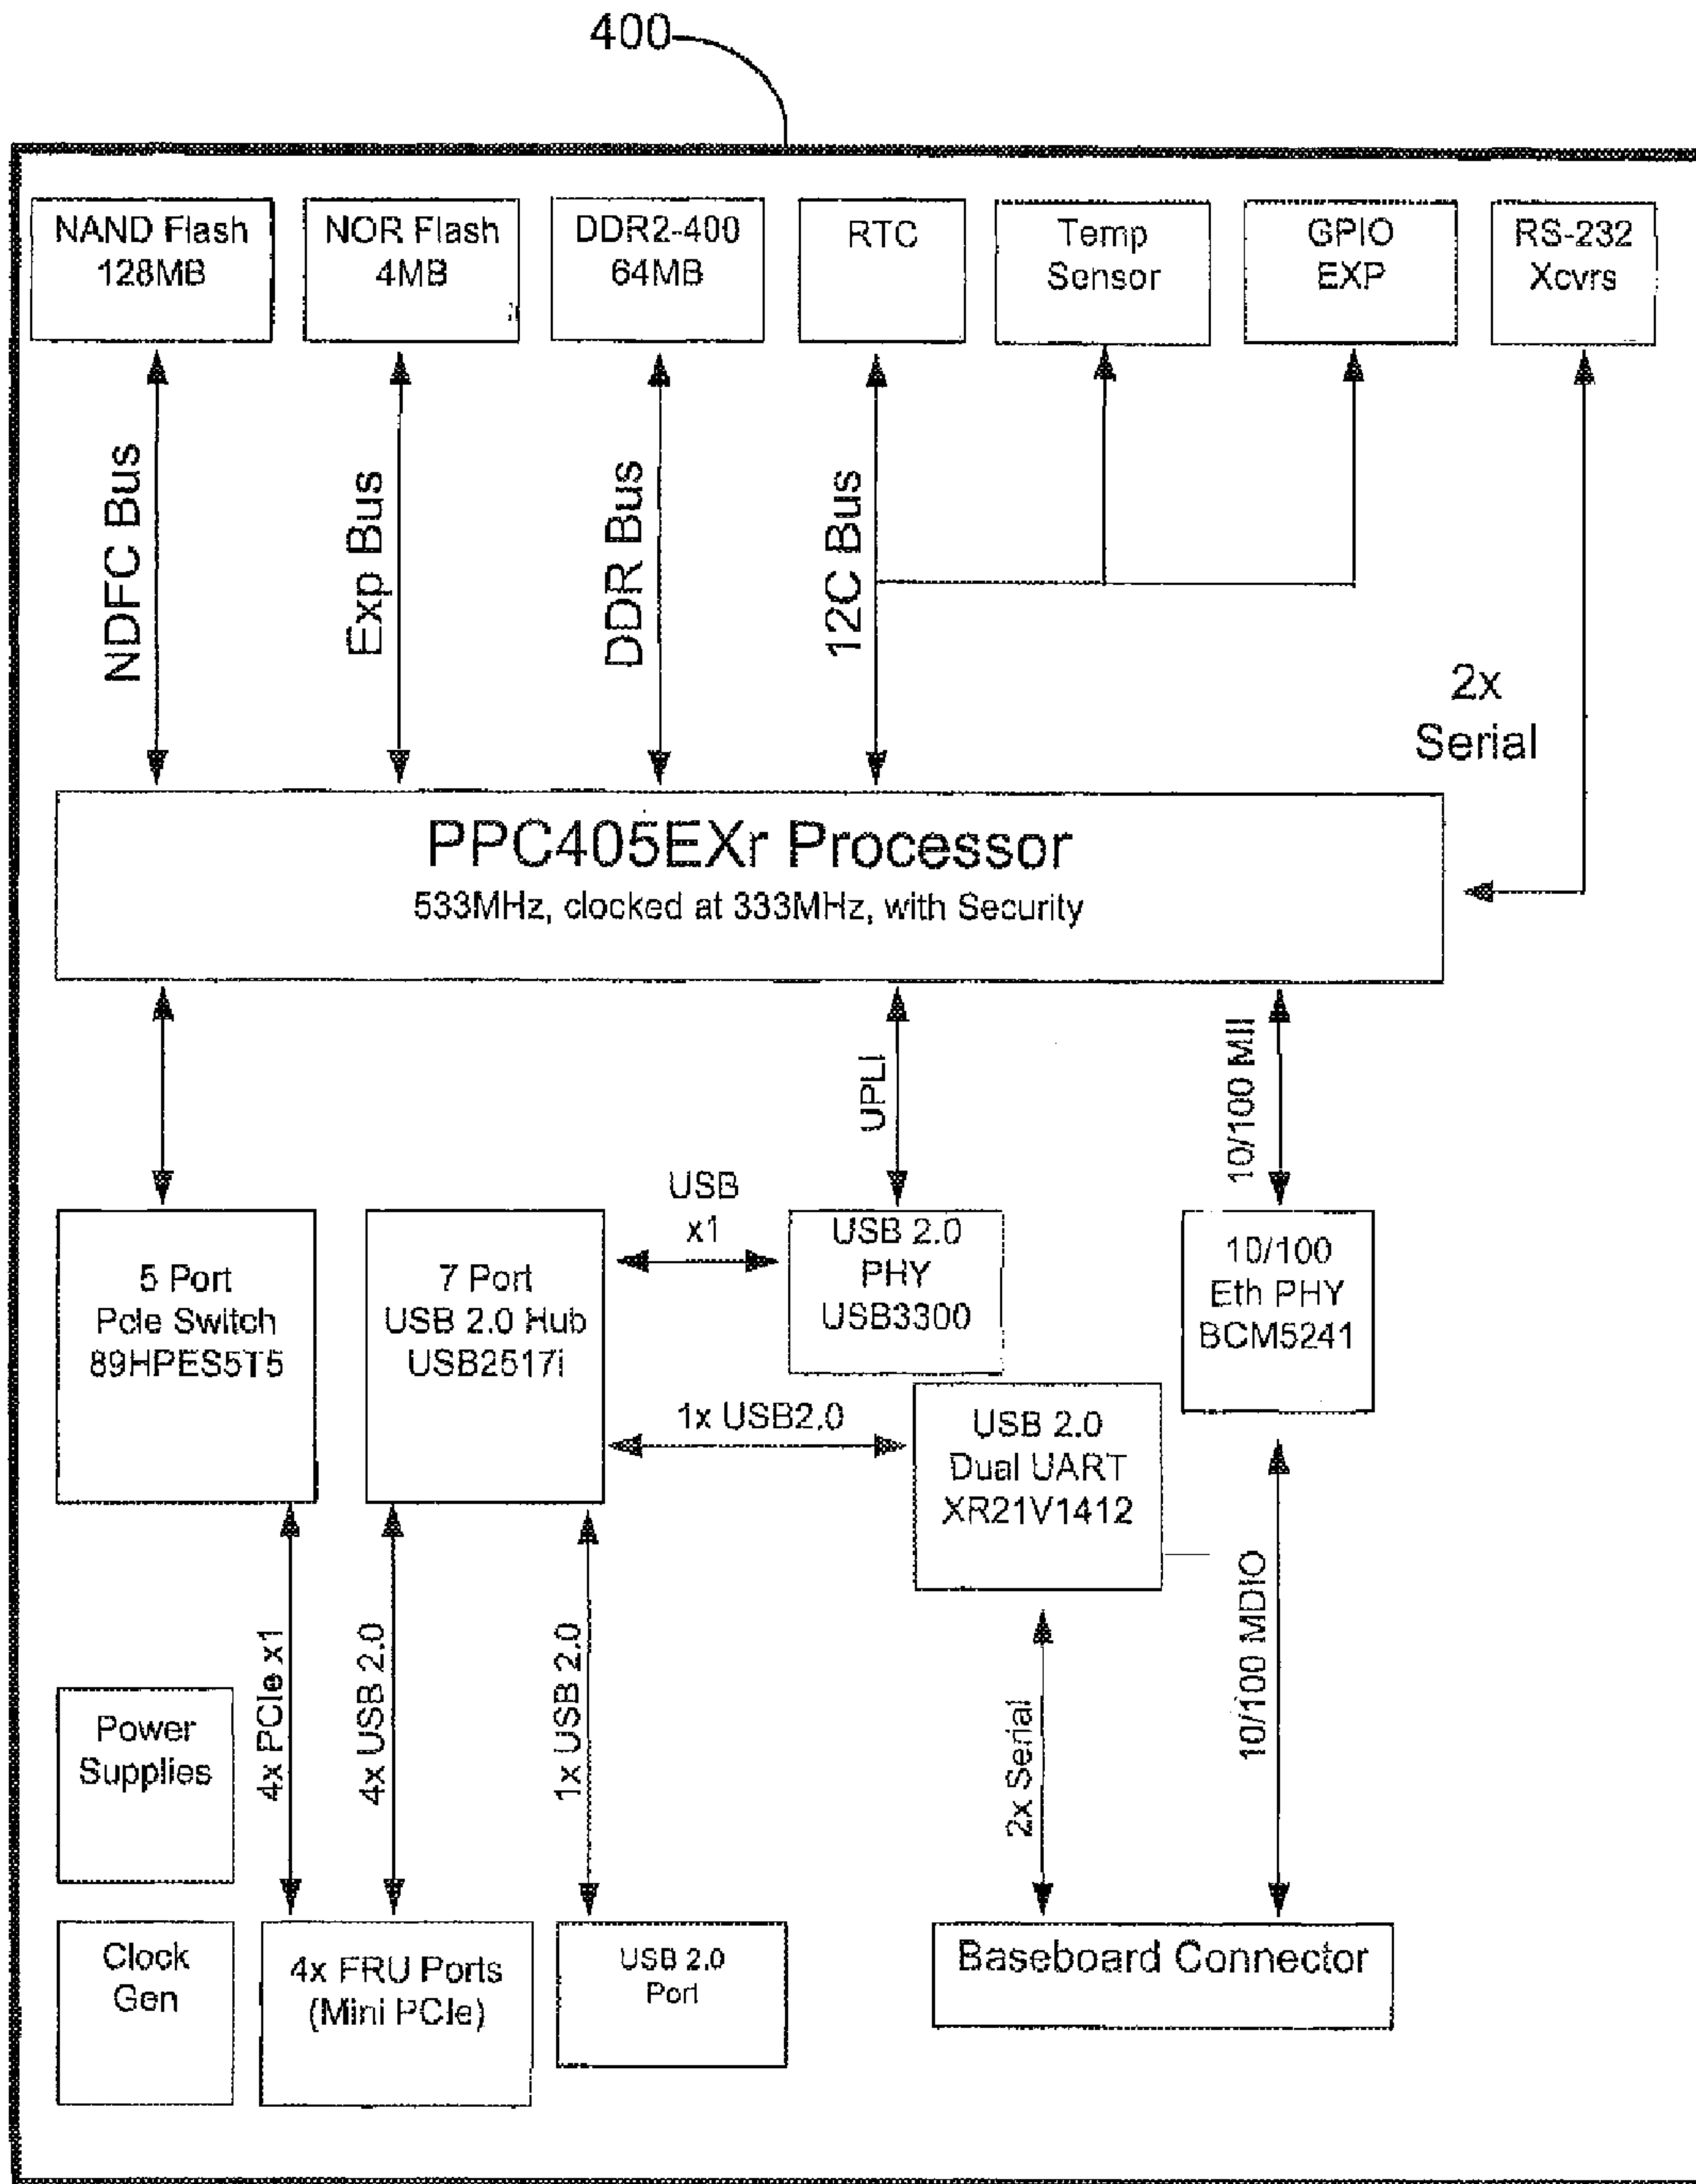 400
NAND Flash
128MB
NOR Flash
4MB
DDR2-400
64MB
RTC
Temp
Sensor
GPIO
EXP
RS-232
Xcvrs
NDFC Bus
Exp Bus
DDR Bus
12C Bus
2x
Serial
PPC405EXr Processor
533MHz, clocked at 333MHz, with Security
UPLI
10/100 MII
5 Port
PcIe Switch
89HPES5T5
7 Port
USB 2.0 Hub
USB2517i
USB
x1
USB 2.0
PHY
USB3300
10/100
Eth PHY
BCM5241
1x USB2.0
USB 2.0
Dual UART
XR21V1412
4x PCIe x1
4x USB 2.0
1x USB 2.0
2x Serial
10/100 MDIO
Power
Supplies
Clock
Gen
4x FRU Ports
(Mini PCIe)
USB 2.0
Port
Baseboard Connector